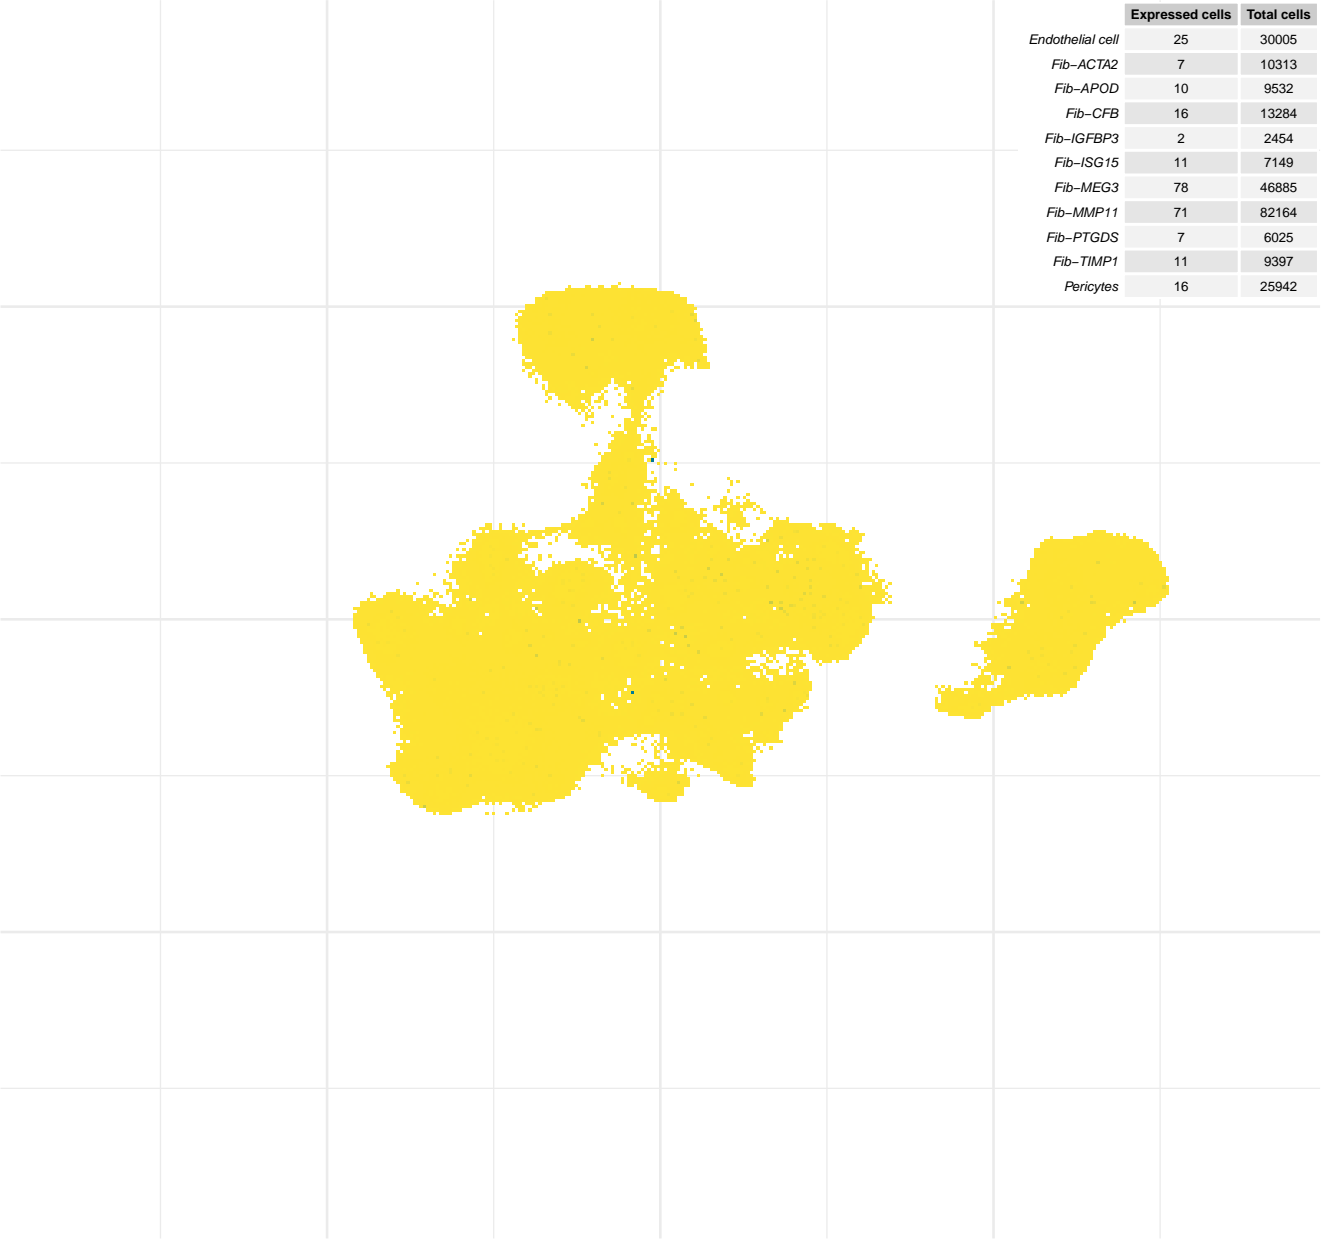 Expressed cells Total cells
Endothelial cell 25 30005
Fib−ACTA2 7 10313
Fib−APOD 10 9532
Fib−CFB 16 13284
Fib−IGFBP3 2 2454
Fib−ISG15 11 7149
Fib−MEG3 78 46885
Fib−MMP11 71 82164
Fib−PTGDS 7 6025
Fib−TIMP1 11 9397
Pericytes 16 25942